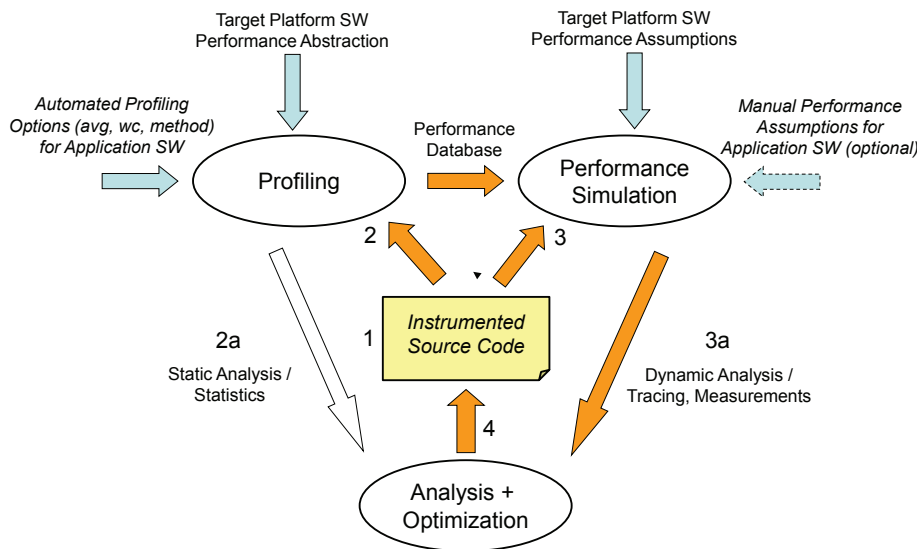 Target Platform SW
Performance Abstraction
Target Platform SW
Performance Assumptions
Automated Profiling
Options (avg, wc, method)
for Application SW
Performance
Database
Manual Performance
Assumptions for
Application SW (optional)
Profiling
Performance
Simulation
2
3
1
Instrumented
Source Code
2a
Static Analysis /
Statistics
3a
Dynamic Analysis /
Tracing, Measurements
4
Analysis +
Optimization